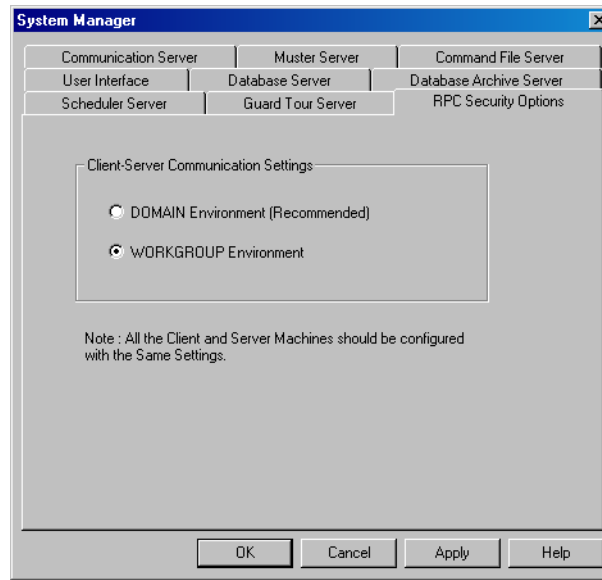 System Manager
Communication Server
Muster Server
Command File Server
User Interface
Database Server
Database Archive Server
Scheduler Server
Guard Tour Server
RPC Security Options
Client-Server Communication Settings
DOMAIN Environment (Recommended)
WORKGROUP Environment
Note : All the Client and Server Machines should be configured
with the Same Settings.
OK
Cancel
Apply
Help